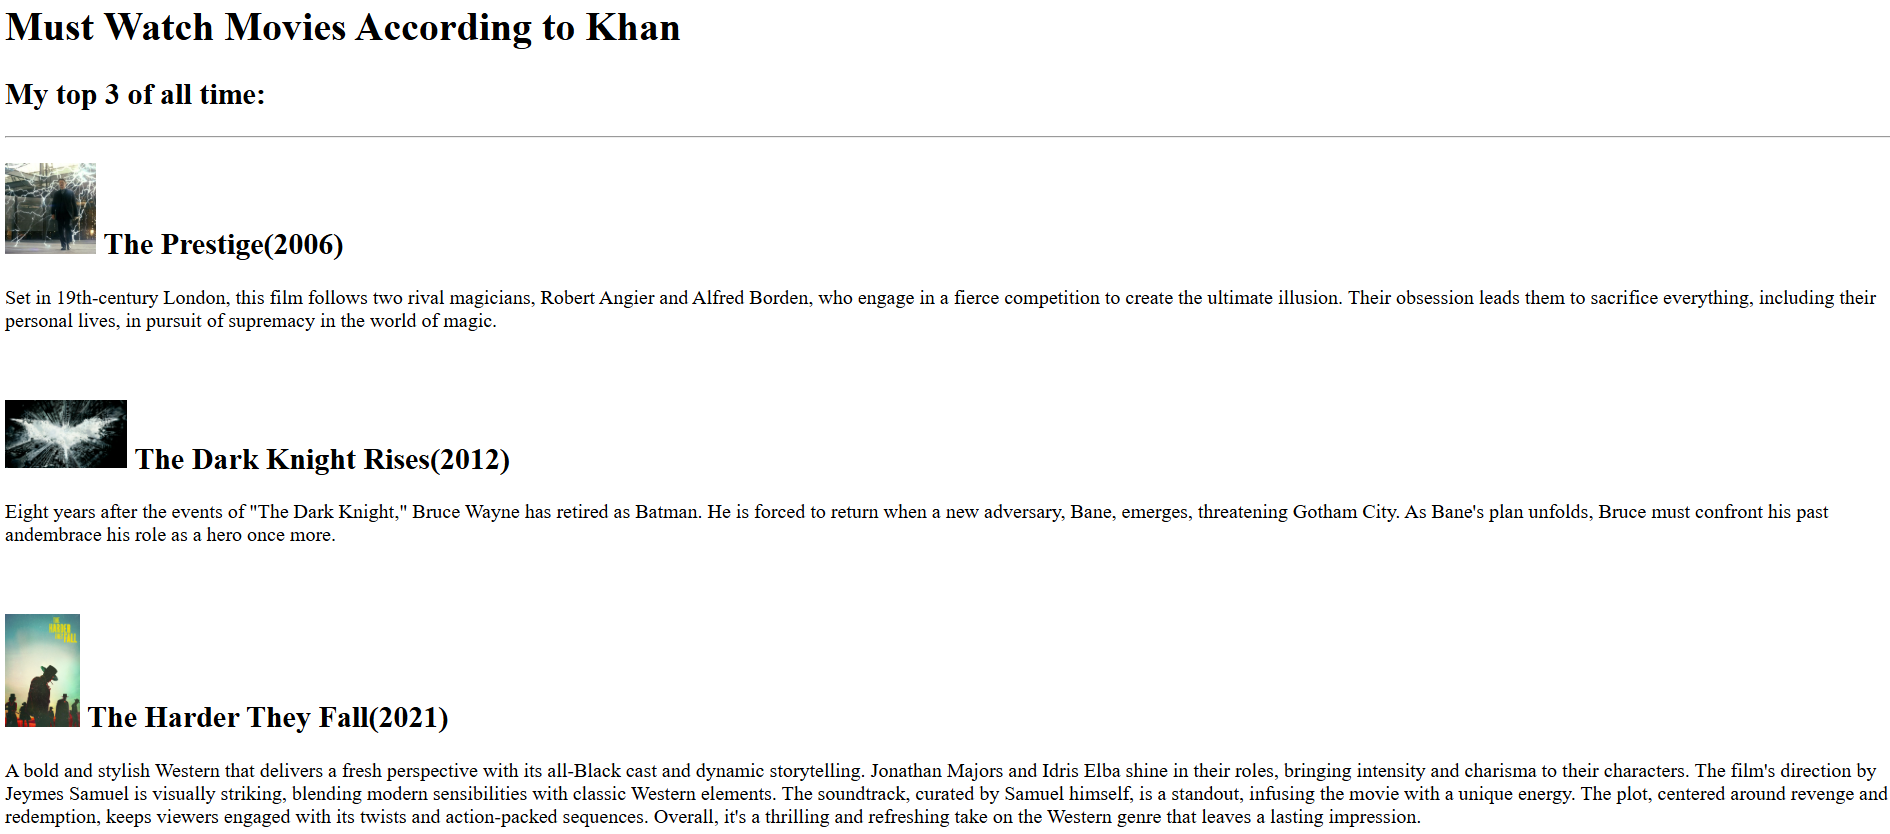 Must Watch Movies According to Khan
My top 3 of all time:
The Prestige(2006)
Set in 19th-century London, this film follows two rival magicians, Robert Angier and Alfred Borden, who engage in a fierce competition to create the ultimate illusion. Their obsession leads them to sacrifice everything, including their
personal lives, in pursuit of supremacy in the world of magic.
The Dark Knight Rises(2012)
Eight years after the events of "The Dark Knight," Bruce Wayne has retired as Batman. He is forced to return when a new adversary, Bane, emerges, threatening Gotham City. As Bane's plan unfolds, Bruce must confront his past
andembrace his role as a hero once more.
THE
HARDER
THEY
FALL
The Harder They Fall(2021)
A bold and stylish Western that delivers a fresh perspective with its all-Black cast and dynamic storytelling. Jonathan Majors and Idris Elba shine in their roles, bringing intensity and charisma to their characters. The film's direction by
Jeymes Samuel is visually striking, blending modern sensibilities with classic Western elements. The soundtrack, curated by Samuel himself, is a standout, infusing the movie with a unique energy. The plot, centered around revenge and
redemption, keeps viewers engaged with its twists and action-packed sequences. Overall, it's a thrilling and refreshing take on the Western genre that leaves a lasting impression.